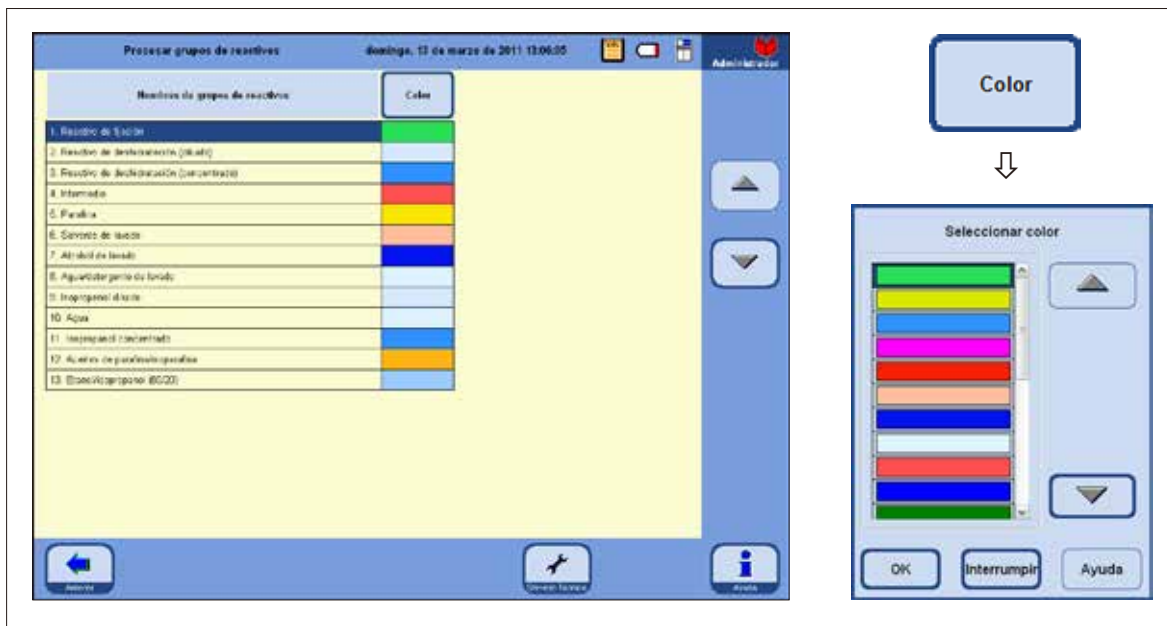 Procesar grupos de reactivos
domingo, 13 de marzo de 2011 13:06:05
Administrador
Nombres de grupos de reactivos
Color
1. Reactivo de fijación
2. Reactivo de deshidratación (diluido)
3. Reactivo de deshidratación (concentrado)
4. Intermedio
5. Parafina
6. Solvente de lavado
7. Alcohol de lavado
8. Agua/detergente de lavado
9. Isopropanol diluido
10. Agua
11. Isopropanol concentrado
12. de parafina/isoparafina
13. Etanol/isopropanol (80/20)
Servicio técnico
Ayuda
Color
Seleccionar color
OK
Interrumpir
Ayuda